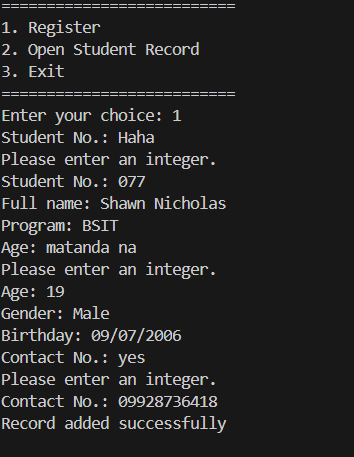 ==========================
1. Register
2. Open Student Record
3. Exit
==========================
Enter your choice: 1
Student No.: Haha
Please enter an integer.
Student No.: 077
Full name: Shawn Nicholas
Program: BSIT
Age: matanda na
Please enter an integer.
Age: 19
Gender: Male
Birthday: 09/07/2006
Contact No.: yes
Please enter an integer.
Contact No.: 09928736418
Record added successfully